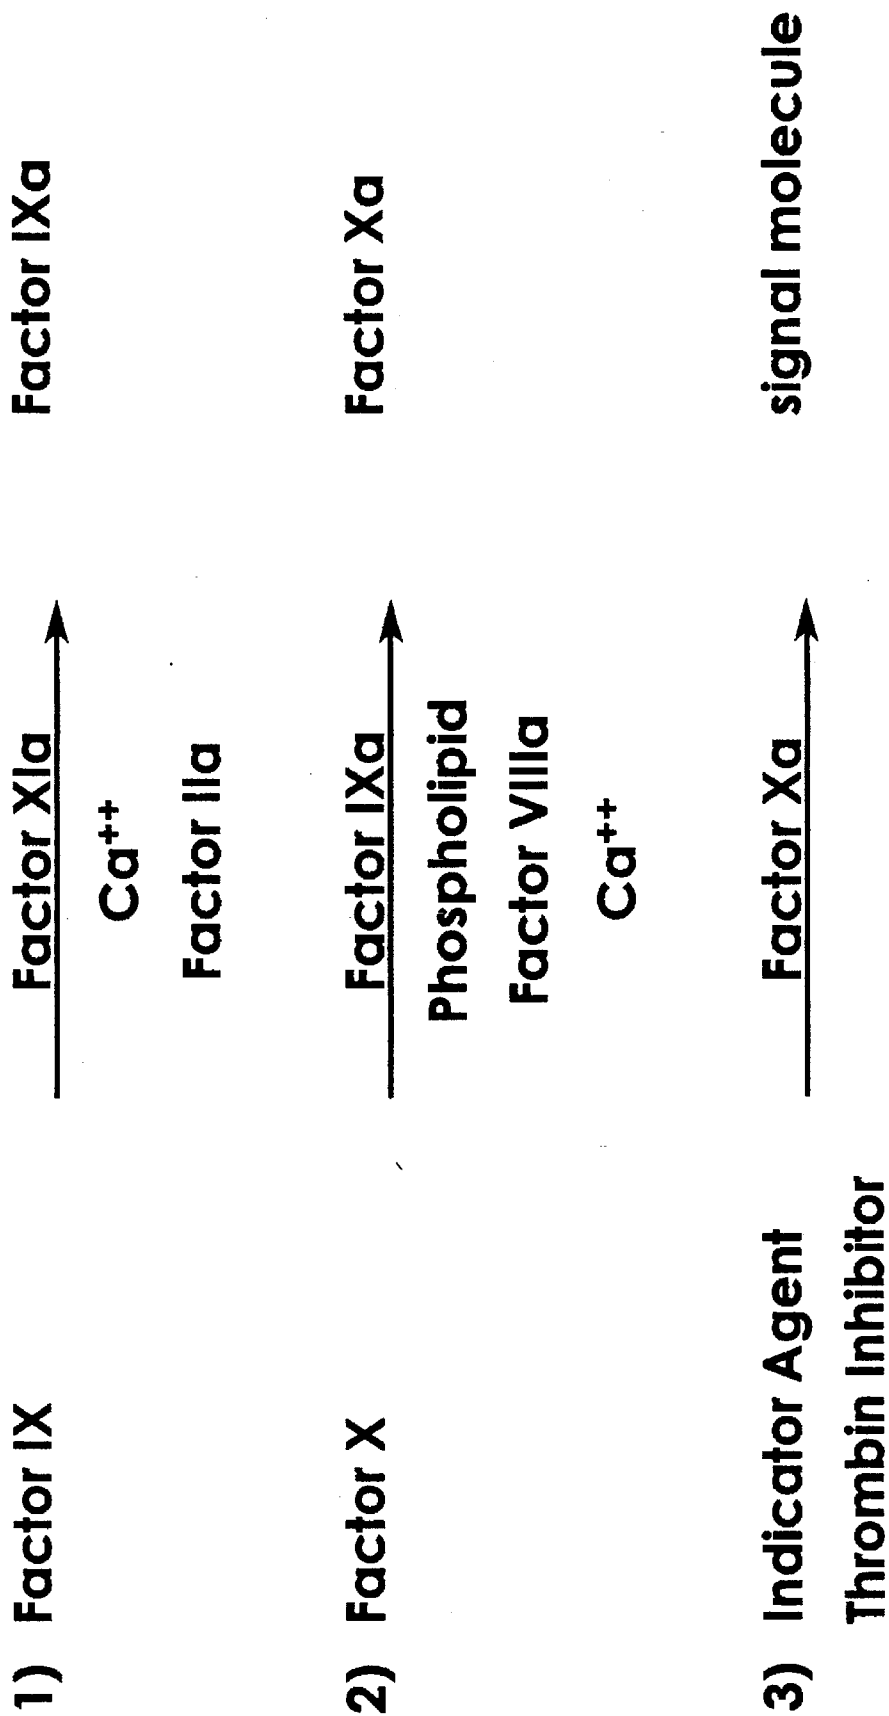 1) Factor IX Factor XIa Factor IXa
Ca++
Factor IIa
2) Factor X Factor IXa Factor Xa
Phospholipid
Factor VIIIa
Ca++
3) Indicator Agent Factor Xa signal molecule
Thrombin Inhibitor